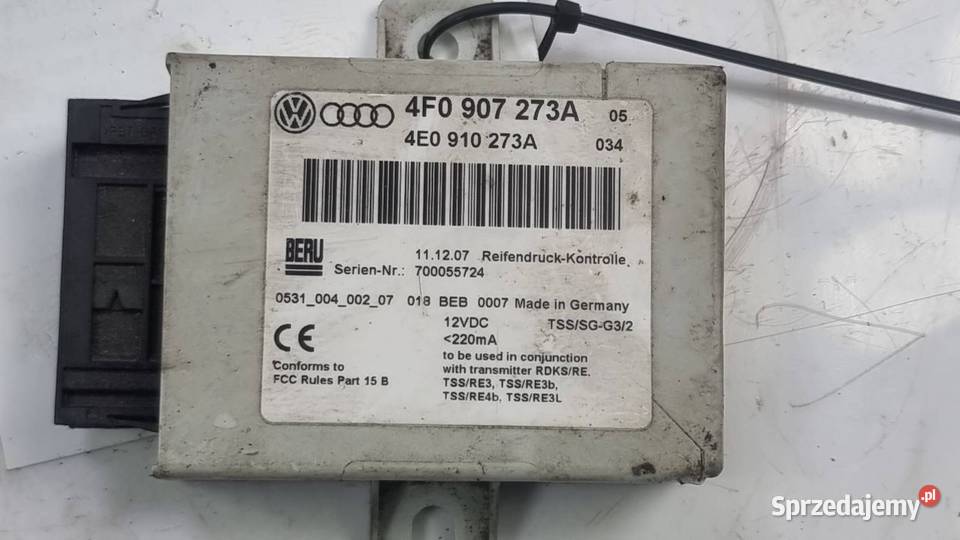 4F0 907 273A 05
4E0 910 273A 034
BERU
11.12.07 Reifendruck-Kontrolle
Serien-Nr.: 700055724
0531_004_002_07 018 BEB 0007 Made in Germany
12VDC TSS/SG-G3/2
<220mA
CE
to be used in conjunction
with transmitter RDKS/RE,
TSS/RE3, TSS/RE3b,
TSS/RE4b, TSS/RE3L
Conforms to
FCC Rules Part 15 B
Sprzedajemy.pl